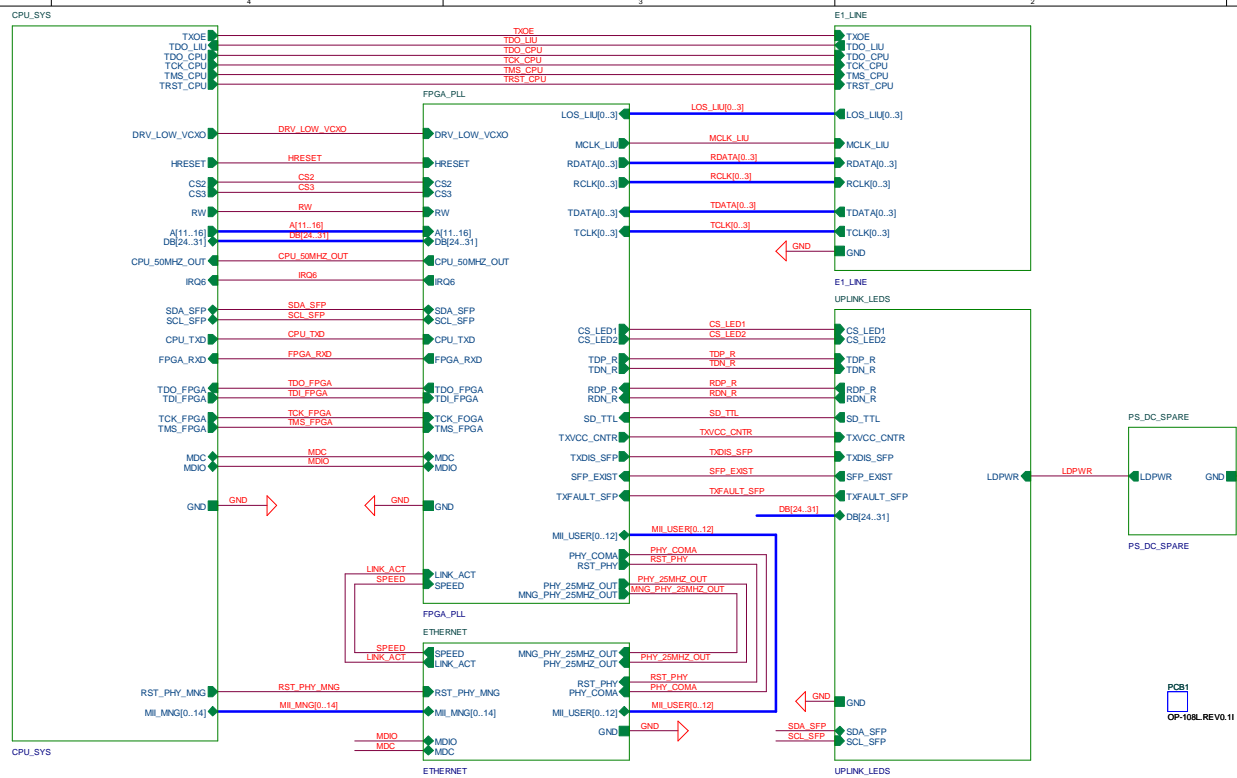 4 3 2
CPU_SYS E1_LINE
TXOE TXOE TXOE
TDO_LIU TDO_LIU TDO_LIU
TDO_CPU TDO_CPU TDO_CPU
TCK_CPU TCK_CPU TCK_CPU
TMS_CPU TMS_CPU TMS_CPU
TRST_CPU TRST_CPU TRST_CPU
FPGA_PLL
LOS_LIU[0..3] LOS_LIU[0..3] LOS_LIU[0..3]
DRV_LOW_VCXO DRV_LOW_VCXO DRV_LOW_VCXO
MCLK_LIU MCLK_LIU MCLK_LIU
HRESET HRESET HRESET RDATA[0..3] RDATA[0..3] RDATA[0..3]
CS2 CS2 CS2 RCLK[0..3] RCLK[0..3] RCLK[0..3]
CS3 CS3 CS3
RW RW RW TDATA[0..3] TDATA[0..3] TDATA[0..3]
A[11..16] A[11..16] A[11..16] TCLK[0..3] TCLK[0..3] TCLK[0..3]
DB[24..31] DB[24..31] DB[24..31]
GND GND
CPU_50MHZ_OUT CPU_50MHZ_OUT CPU_50MHZ_OUT
IRQ6 IRQ6 IRQ6
E1_LINE
UPLINK_LEDS
SDA_SFP SDA_SFP SDA_SFP
SCL_SFP SCL_SFP SCL_SFP
CS_LED1 CS_LED1 CS_LED1
CPU_TXD CPU_TXD CPU_TXD CS_LED2 CS_LED2 CS_LED2
FPGA_RXD FPGA_RXD FPGA_RXD TDP_R TDP_R TDP_R
TDN_R TDN_R TDN_R
TDO_FPGA TDO_FPGA TDO_FPGA RDP_R RDP_R RDP_R
TDI_FPGA TDI_FPGA TDI_FPGA RDN_R RDN_R RDN_R
TCK_FPGA TCK_FPGA TCK_FOGA SD_TTL SD_TTL SD_TTL
PS_DC_SPARE
TMS_FPGA TMS_FPGA TMS_FPGA
TXVCC_CNTR TXVCC_CNTR TXVCC_CNTR
MDC MDC MDC TXDIS_SFP TXDIS_SFP TXDIS_SFP
MDIO MDIO MDIO
SFP_EXIST SFP_EXIST SFP_EXIST LDPWR LDPWR LDPWR GND
TXFAULT_SFP TXFAULT_SFP TXFAULT_SFP
GND GND GND GND
DB[24..31] DB[24..31]
MII_USER[0..12] MII_USER[0..12]
PS_DC_SPARE
PHY_COMA PHY_COMA
RST_PHY RST_PHY
LINK_ACT LINK_ACT
SPEED SPEED PHY_25MHZ_OUT PHY_25MHZ_OUT
MNG_PHY_25MHZ_OUT MNG_PHY_25MHZ_OUT
FPGA_PLL
ETHERNET
SPEED SPEED MNG_PHY_25MHZ_OUT
LINK_ACT LINK_ACT PHY_25MHZ_OUT PHY_25MHZ_OUT
RST_PHY RST_PHY
RST_PHY_MNG RST_PHY_MNG RST_PHY_MNG PHY_COMA PHY_COMA
PCB1
GND GND
MII_MNG[0..14] MII_MNG[0..14] MII_MNG[0..14] MII_USER[0..12] MII_USER[0..12]
OP-108L.REV0.1I
GND GND
SDA_SFP SDA_SFP
MDIO MDIO SCL_SFP SCL_SFP
MDC MDC
CPU_SYS
ETHERNET UPLINK_LEDS